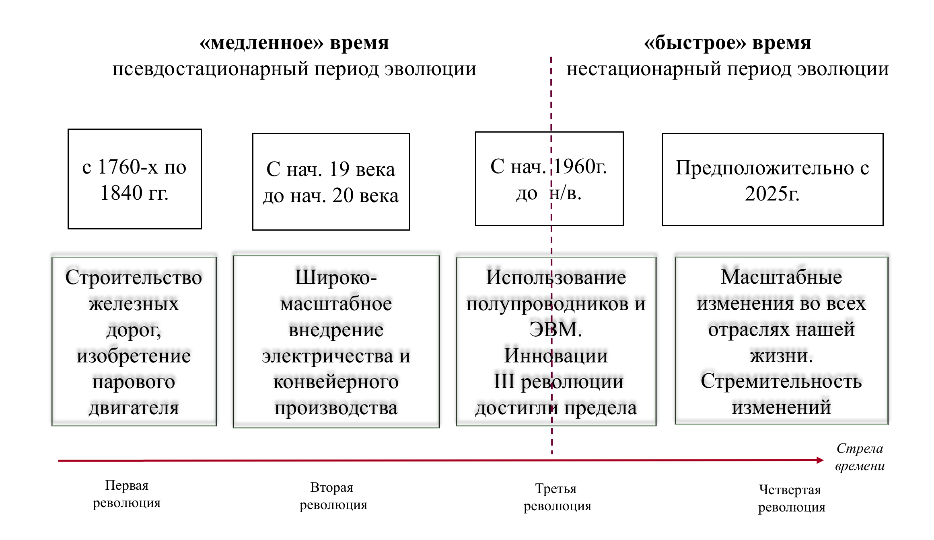 «медленное» время
псевдостационарный период эволюции
«быстрое» время
нестационарный период эволюции
с 1760-х по
1840 гг.
С нач. 19 века
до нач. 20 века
С нач. 1960г.
до н/в.
Предположительно с
2025г.
Строительство
железных
дорог,
изобретение
парового
двигателя
Широко-
масштабное
внедрение
электричества и
конвейерного
производства
Использование
полупроводников и
ЭВМ.
Инновации
III революции
достигли предела
Масштабные
изменения во всех
отраслях нашей
жизни.
Стремительность
изменений
Стрела
времени
Первая
революция
Вторая
революция
Третья
революция
Четвертая
революция